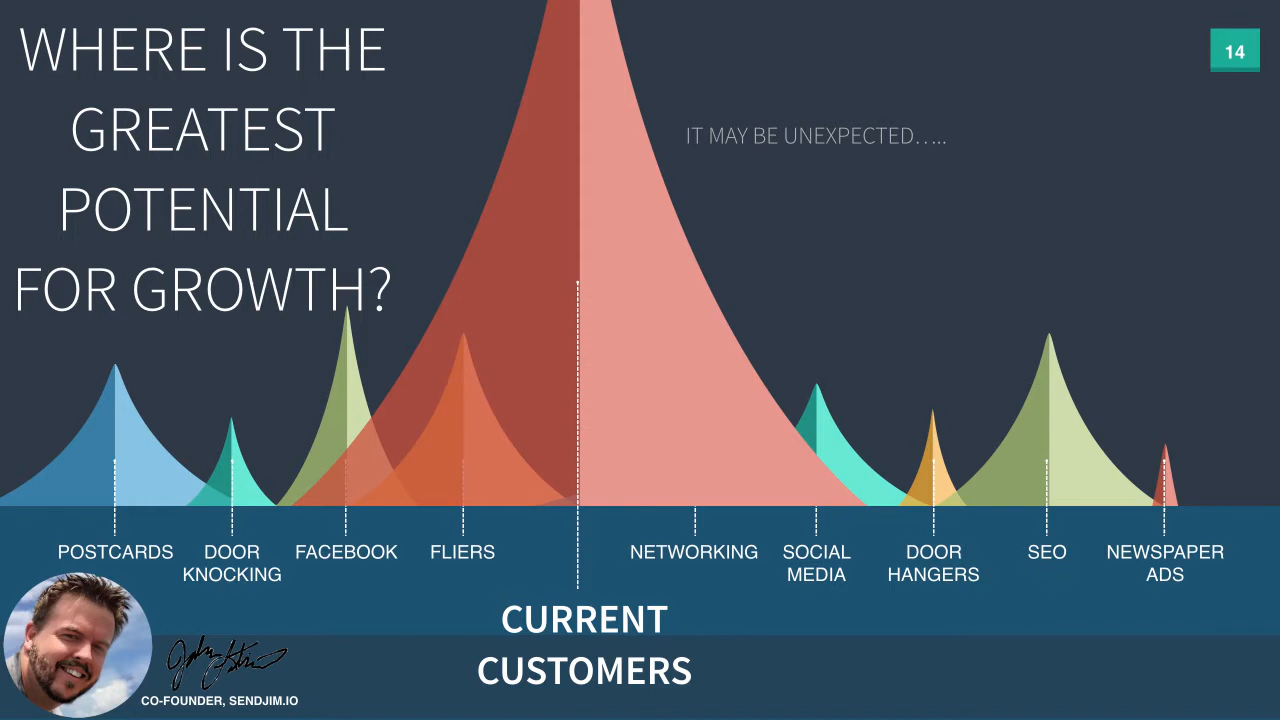 WHERE IS THE
GREATEST
POTENTIAL
FOR GROWTH?
14
IT MAY BE UNEXPECTED.....
POSTCARDS
DOOR
KNOCKING
FACEBOOK
FLIERS
NETWORKING
SOCIAL
MEDIA
DOOR
HANGERS
SEO
NEWSPAPER
ADS
CURRENT
CUSTOMERS
CO-FOUNDER, SENDJIM.IO